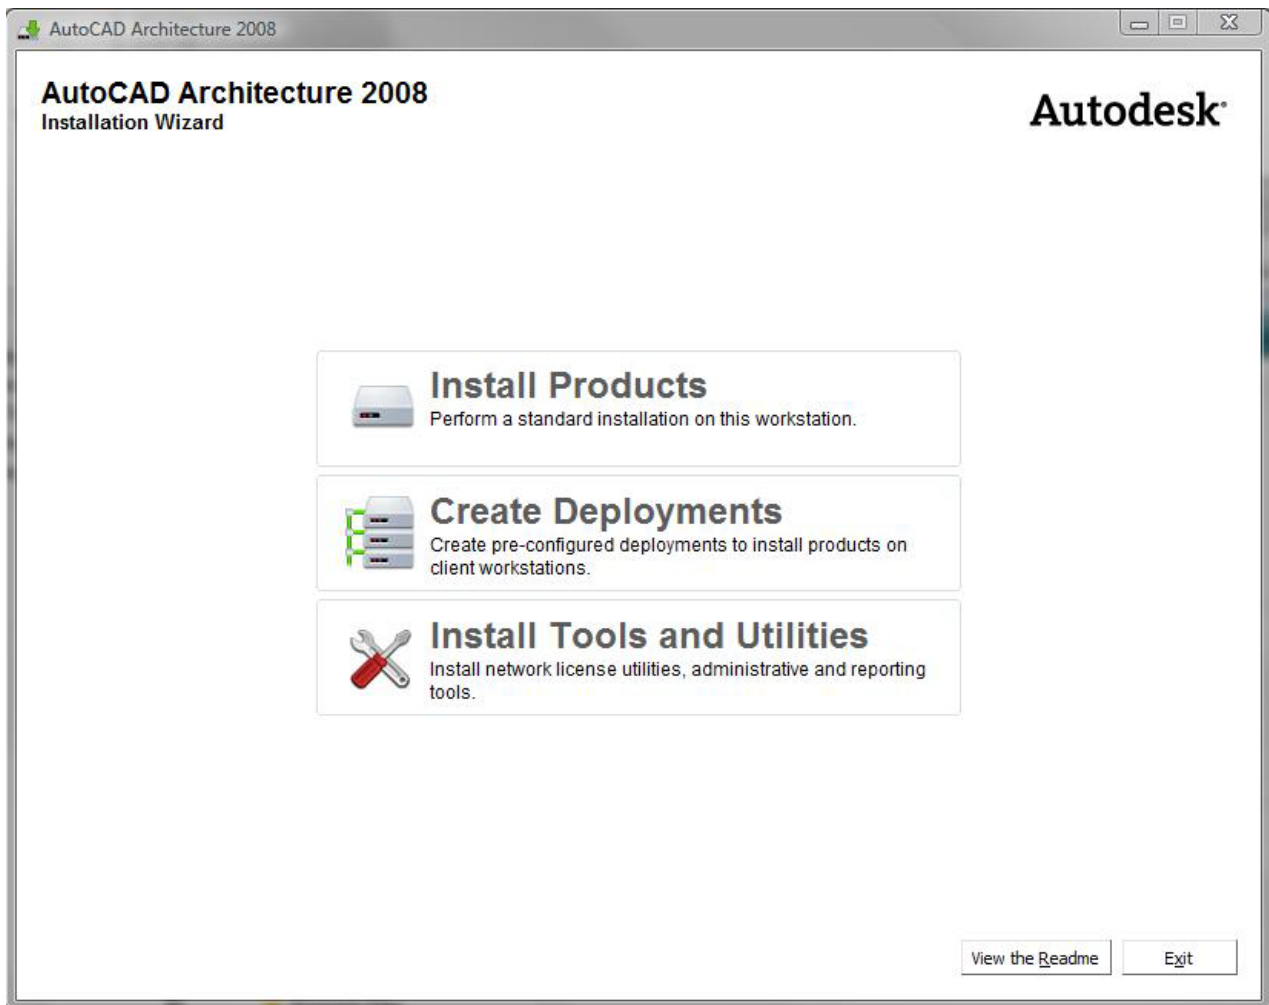 AutoCAD Architecture 2008
AutoCAD Architecture 2008
Installation Wizard
Autodesk
Install Products
Perform a standard installation on this workstation.
Create Deployments
Create pre-configured deployments to install products on
client workstations.
Install Tools and Utilities
Install network license utilities, administrative and reporting
tools.
View the Readme
Exit